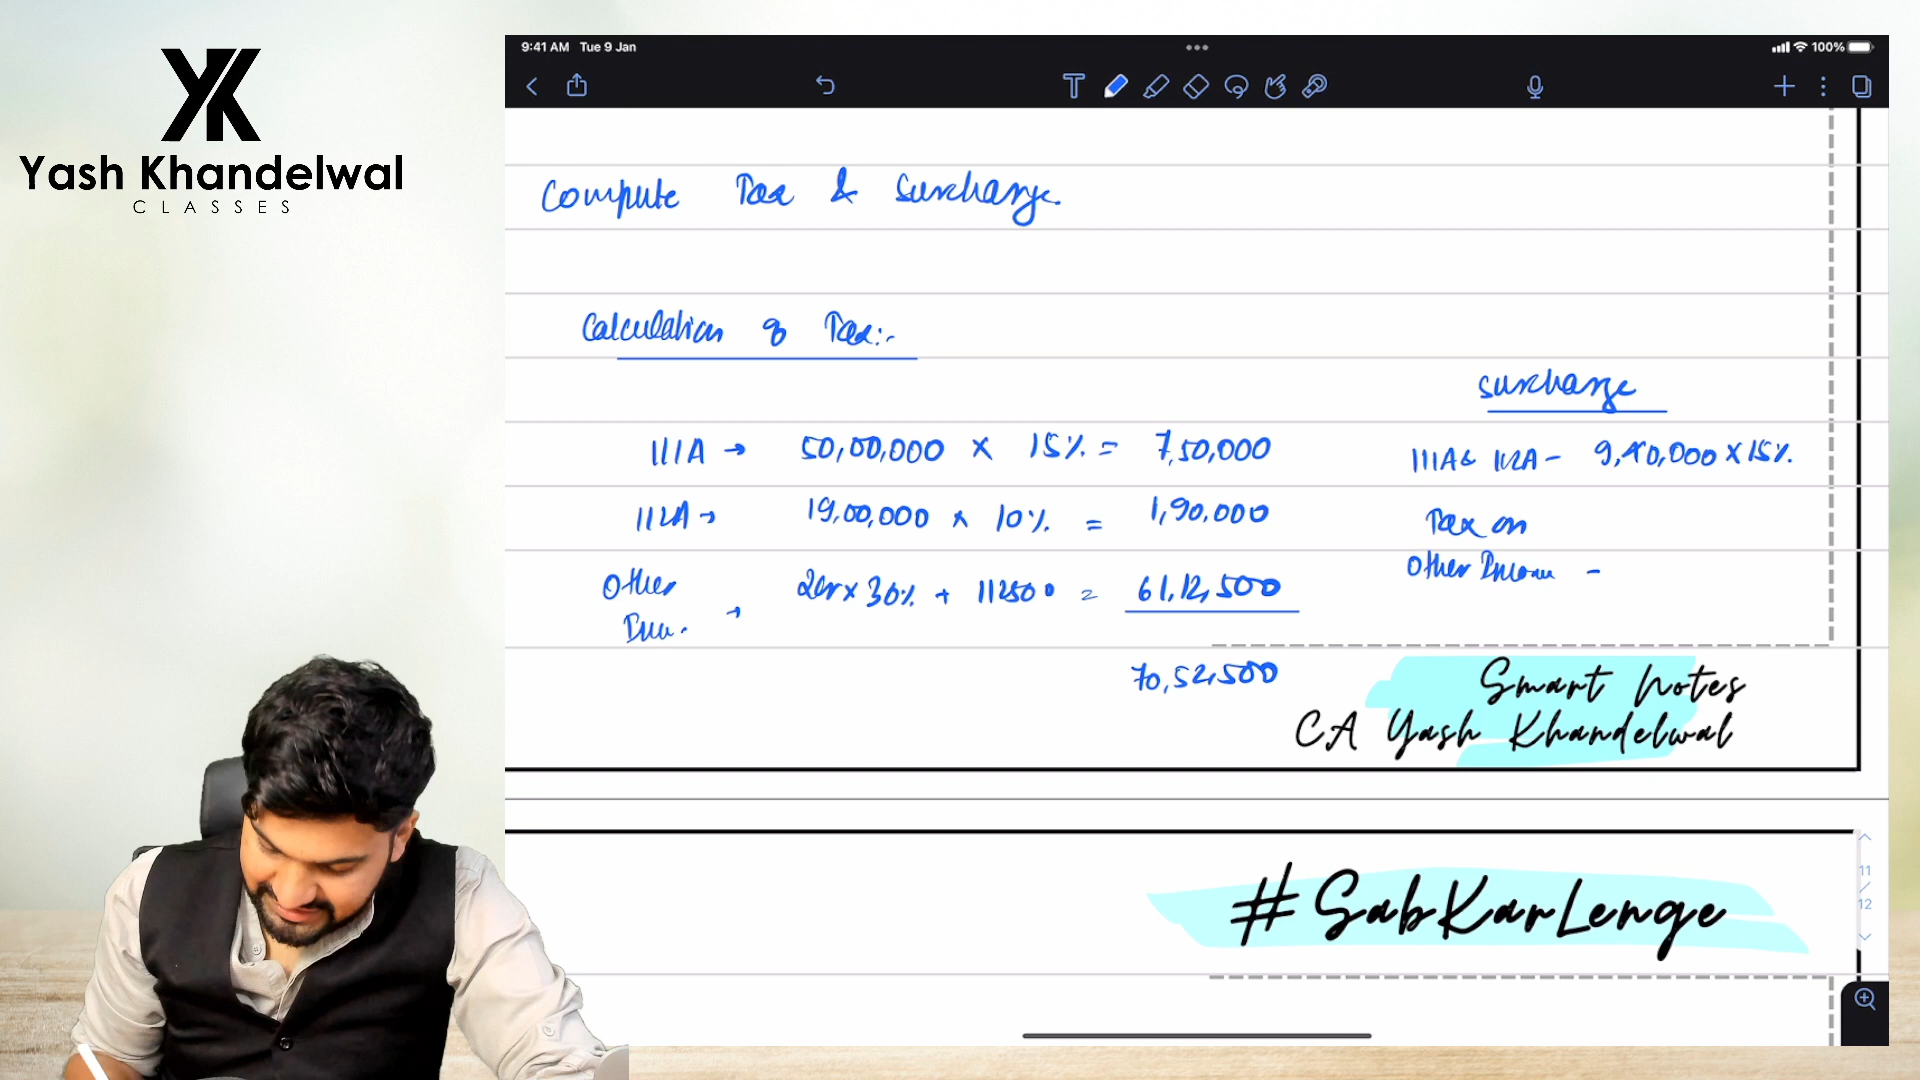 YK
Yash Khandelwal
CLASSES
9:41 AM Tue 9 Jan
100%
Compute Tax & Surcharge.
Calculation of Tax:-
Surcharge
111A → 50,00,000 × 15% = 7,50,000
111A & 112A - 9,40,000 × 15%
112A → 19,00,000 × 10% = 1,90,000
Tax on
Other Income -
Other
Inc. → 2cr × 30% + 112500 = 61,12,500
70,52,500
Smart Notes
CA Yash Khandelwal
#SabKarLenge
11
/
12